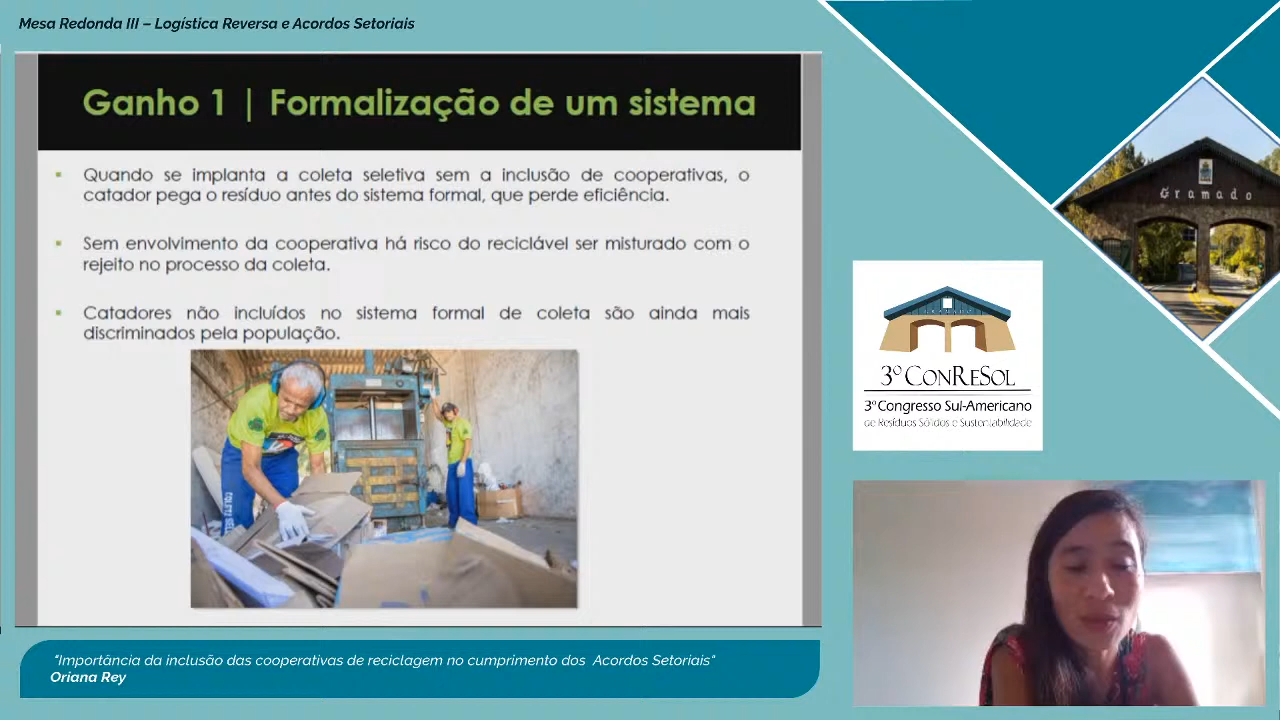 Mesa Redonda III – Logística Reversa e Acordos Setoriais
Ganho 1 | Formalização de um sistema
Quando se implanta a coleta seletiva sem a inclusão de cooperativas, o
catador pega o resíduo antes do sistema formal, que perde eficiência.
Sem envolvimento da cooperativa há risco do reciclável ser misturado com o
rejeito no processo da coleta.
Catadores não incluídos no sistema formal de coleta são ainda mais
discriminados pela população.
Gramado
3º CONRESOL
3º Congresso Sul-Americano
de Resíduos Sólidos e Sustentabilidade
"Importância da inclusão das cooperativas de reciclagem no cumprimento dos Acordos Setoriais"
Oriana Rey